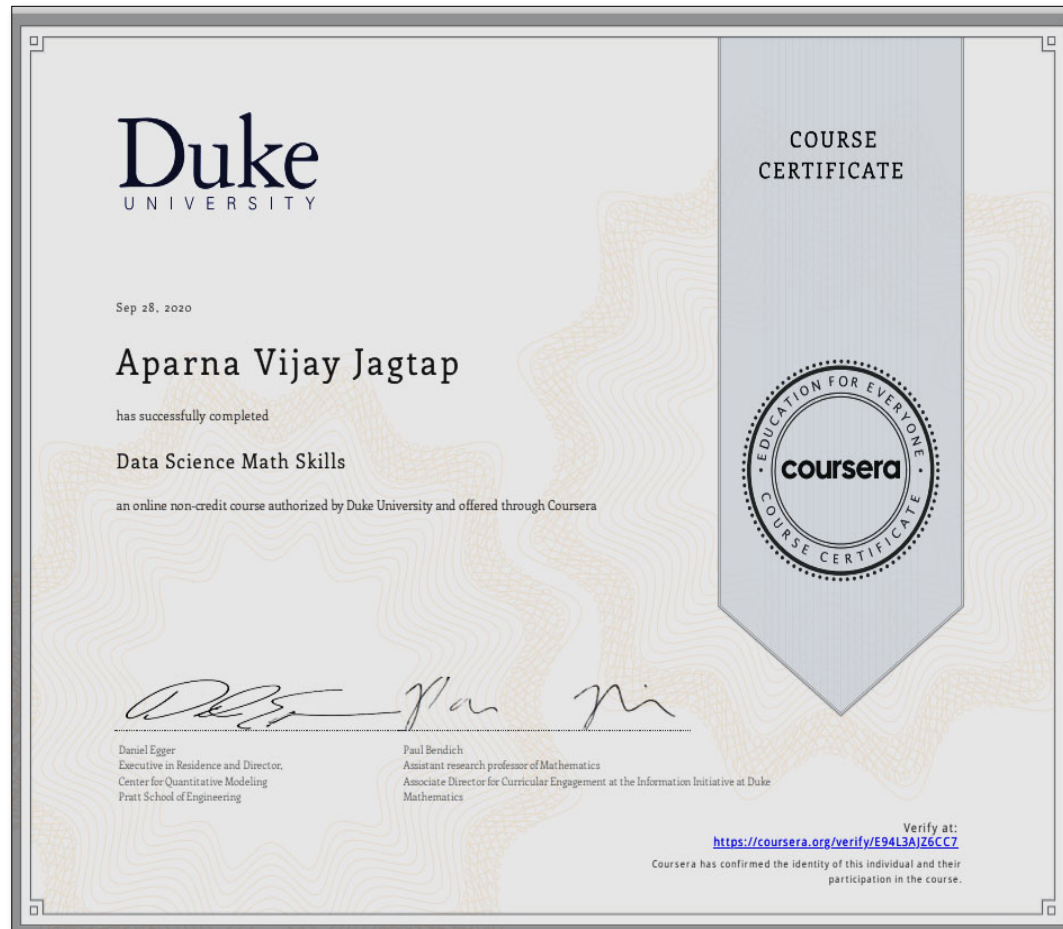 Duke
UNIVERSITY
COURSE
CERTIFICATE
Sep 28, 2020
Aparna Vijay Jagtap
has successfully completed
Data Science Math Skills
an online non-credit course authorized by Duke University and offered through Coursera
EDUCATION FOR EVERYONE
coursera
COURSE CERTIFICATE
Daniel Egger
Executive in Residence and Director,
Center for Quantitative Modeling
Pratt School of Engineering
Paul Bendich
Assistant research professor of Mathematics
Associate Director for Curricular Engagement at the Information Initiative at Duke
Mathematics
Verify at:
https://coursera.org/verify/E94L3AJZ6CC7
Coursera has confirmed the identity of this individual and their
participation in the course.